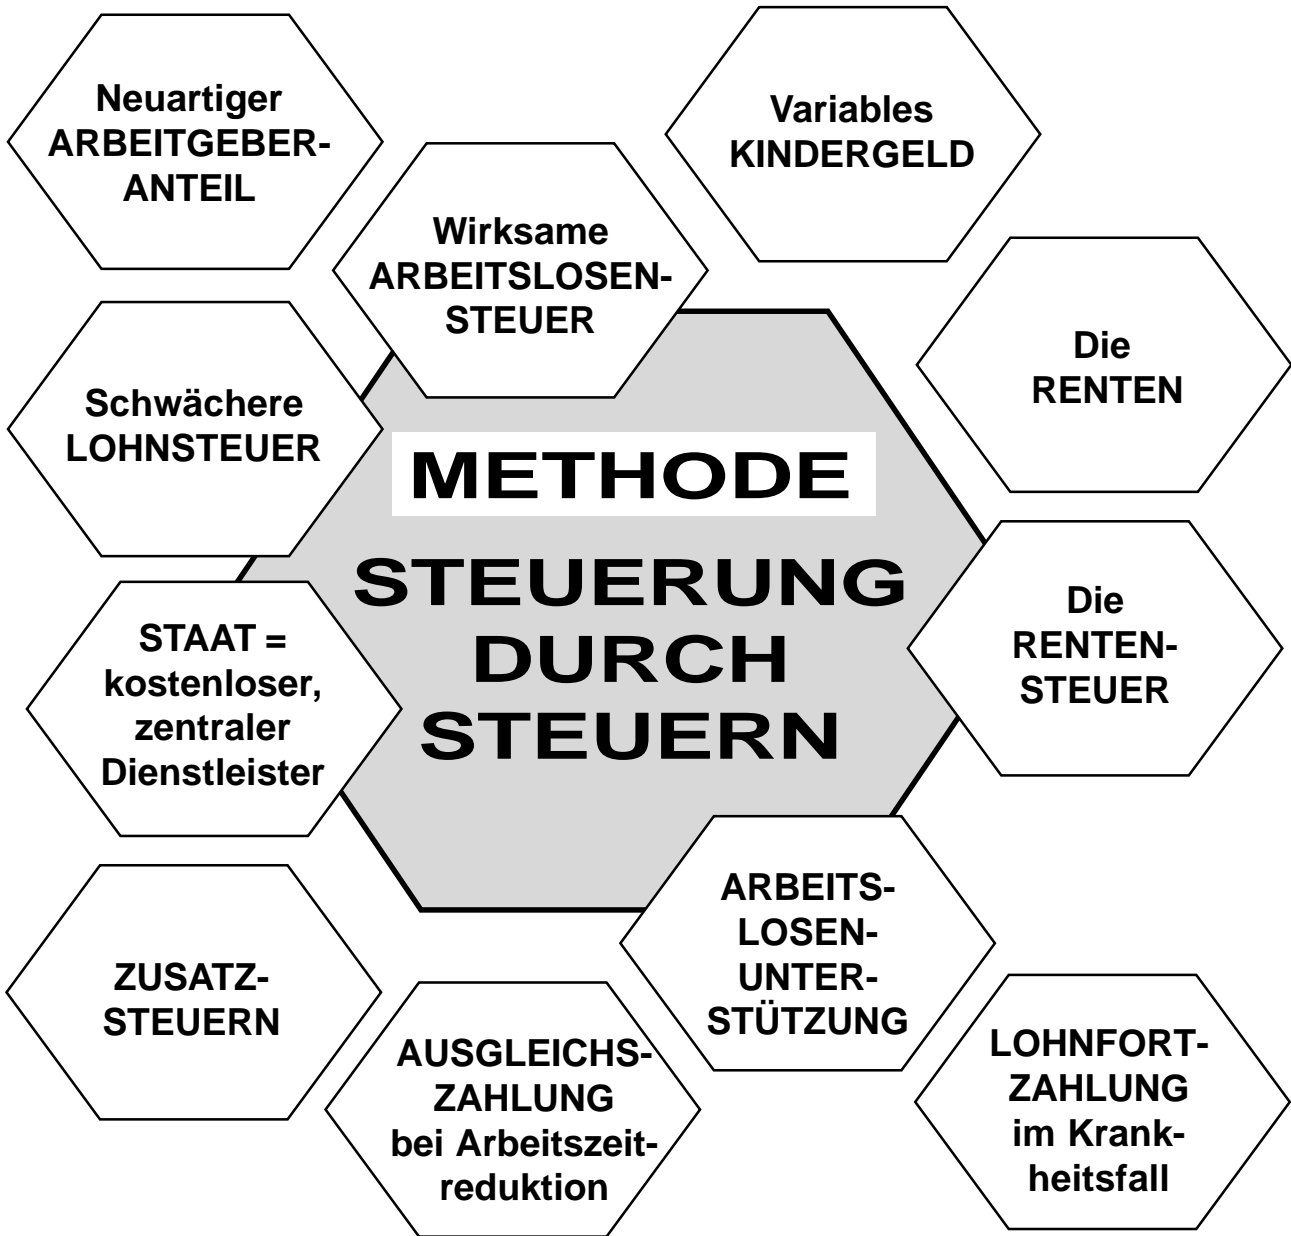 Neuartiger
ARBEITGEBER-
ANTEIL
Variables
KINDERGELD
Wirksame
ARBEITSLOSEN-
STEUER
Die
RENTEN
Schwächere
LOHNSTEUER
METHODE
STEUERUNG
DURCH
STEUERN
Die
RENTEN-
STEUER
STAAT =
kostenloser,
zentraler
Dienstleister
ARBEITS-
LOSEN-
UNTER-
STÜTZUNG
ZUSATZ-
STEUERN
AUSGLEICHS-
ZAHLUNG
bei Arbeitszeit-
reduktion
LOHNFORT-
ZAHLUNG
im Krank-
heitsfall